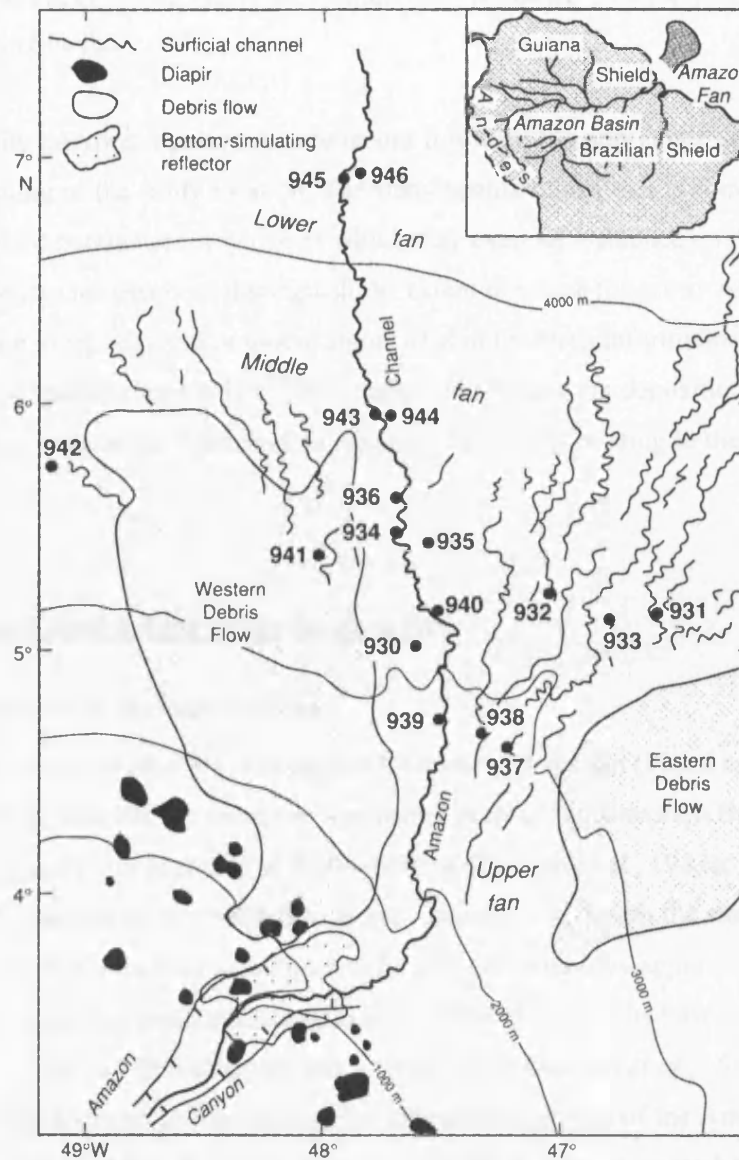 Surficial channel
Diapir
Debris flow
Bottom-simulating
reflector
Guiana
Shield
Amazon
Fan
Andes
Amazon Basin
Brazilian
Shield
7°
N
945
946
Lower
fan
4000 m
Middle
fan
Channel
6°
943
944
942
936
934
935
941
Western
Debris
Flow
940
932
931
933
5°
930
939
938
937
Eastern
Debris
Flow
Amazon
4°
Upper
fan
3000 m
2000 m
1000 m
Amazon
Canyon
49°W
48°
47°